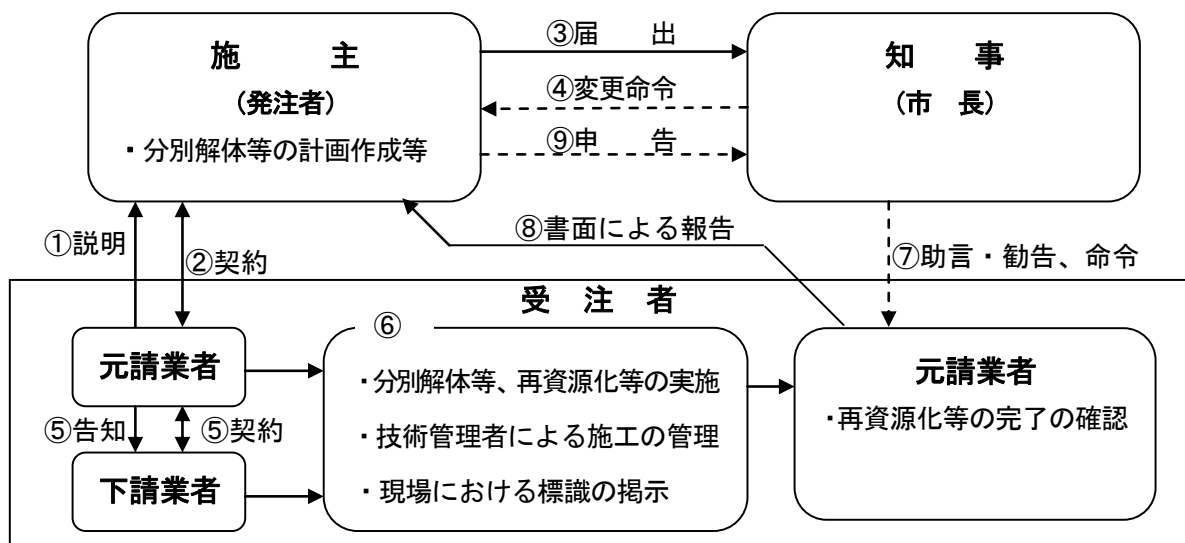 施　主
（発注者）
・分別解体等の計画作成等
③届　出
④変更命令
⑨申　告
知　事
（市　長）
①説明
②契約
⑧書面による報告
⑦助言・勧告、命令
受　注　者
元請業者
⑤告知
⑤契約
下請業者
⑥
・分別解体等、再資源化等の実施
・技術管理者による施工の管理
・現場における標識の掲示
元請業者
・再資源化等の完了の確認